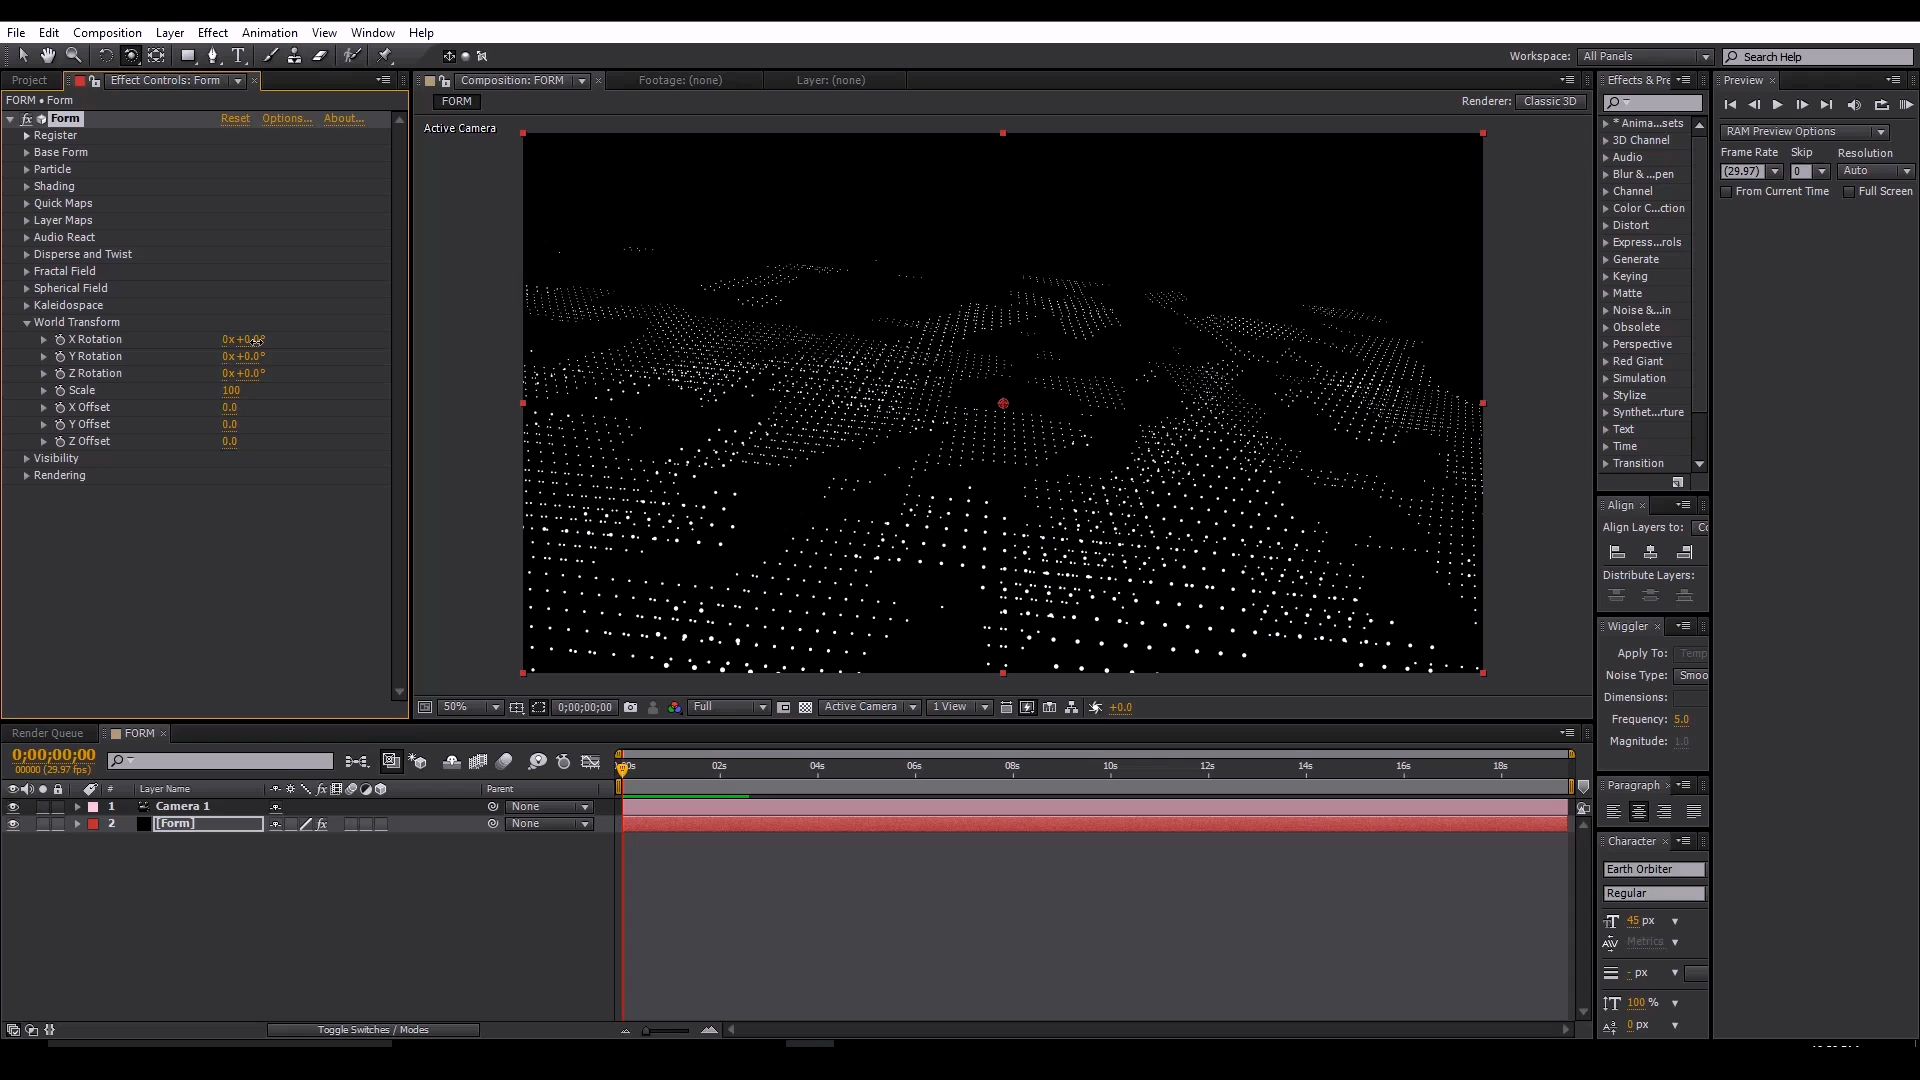 File Edit Composition Layer Effect Animation View Window Help
Workspace: All Panels Search Help
Project Effect Controls: Form Composition: FORM Footage: (none) Layer: (none) Effects & Pre Preview
FORM • Form
FORM Renderer: Classic 3D
Active Camera
fx Form Reset Options... About...
Register
Base Form
Particle
Shading
Quick Maps
Layer Maps
Audio React
Disperse and Twist
Fractal Field
Spherical Field
Kaleidospace
World Transform
X Rotation 0x+0.0°
Y Rotation 0x+0.0°
Z Rotation 0x+0.0°
Scale 100
X Offset 0.0
Y Offset 0.0
Z Offset 0.0
Visibility
Rendering
50% 0;00;00;00 Full Active Camera 1 View +0.0
* Anima...sets
3D Channel
Audio
Blur & ...pen
Channel
Color C...ction
Distort
Express...rols
Generate
Keying
Matte
Noise &...in
Obsolete
Perspective
Red Giant
Simulation
Stylize
Synthet...rture
Text
Time
Transition
RAM Preview Options
Frame Rate Skip Resolution
(29.97) 0 Auto
From Current Time Full Screen
Align
Align Layers to: Co
Distribute Layers:
Wiggler
Apply To: Temp
Noise Type: Smoo
Dimensions:
Frequency: 5.0
Magnitude: 1.0
Paragraph
Character
Earth Orbiter
Regular
45 px
Metrics
- px
100 %
0 px
Render Queue FORM
0;00;00;00
00000 (29.97 fps)
02s 04s 06s 08s 10s 12s 14s 16s 18s
# Layer Name fx Parent
1 Camera 1 None
2 [Form] fx None
Toggle Switches / Modes